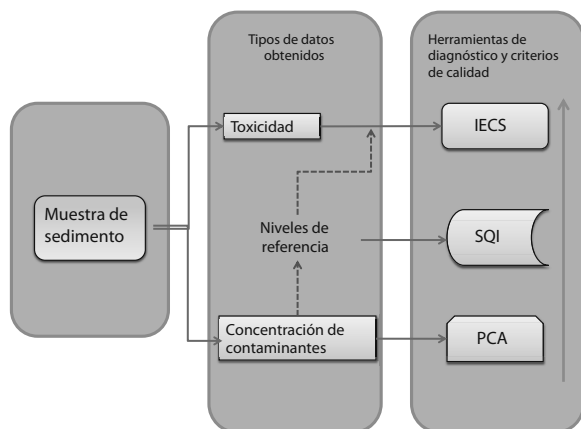 Tipos de datos
obtenidos
Herramientas de
diagnóstico y criterios
de calidad
Toxicidad
IECS
Muestra de
sedimento
Niveles de
referencia
SQI
Concentración de
contaminantes
PCA